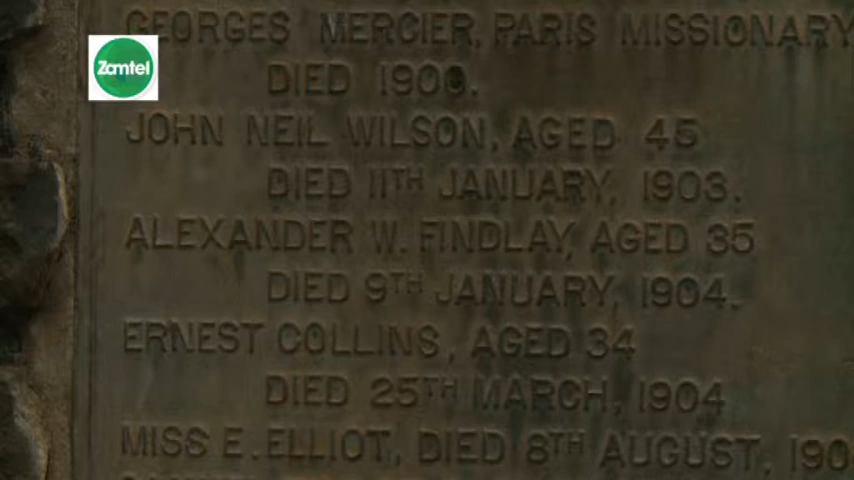 GEORGES MERCIER, PARIS MISSIONARY
Zamtel
DIED 1900.
JOHN NEIL WILSON, AGED 45
DIED 11TH JANUARY, 1903.
ALEXANDER W. FINDLAY, AGED 35
DIED 9TH JANUARY, 1904.
ERNEST COLLINS, AGED 34
DIED 25TH MARCH, 1904
MISS E. ELLIOT, DIED 8TH AUGUST,